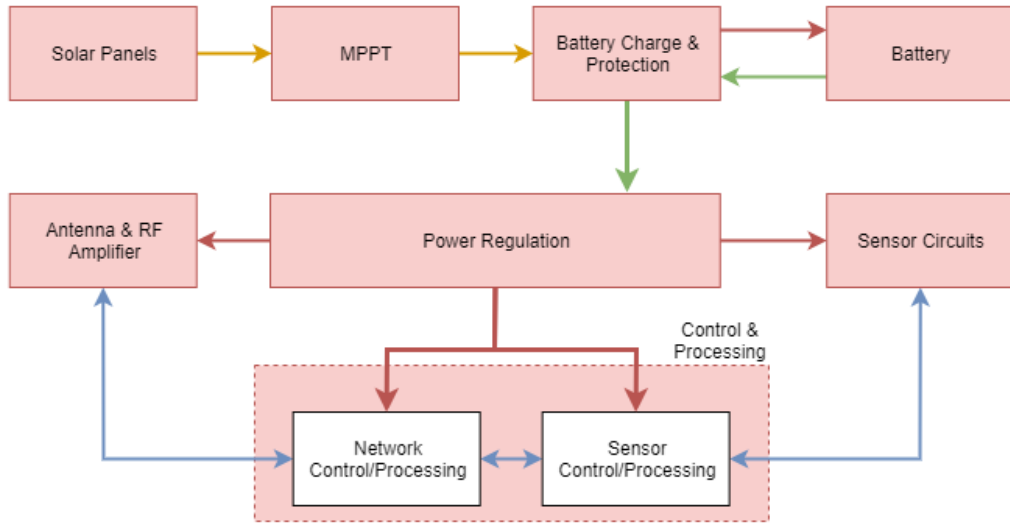 Solar Panels
MPPT
Battery Charge &
Protection
Battery
Antenna & RF
Amplifier
Power Regulation
Sensor Circuits
Control &
Processing
Network
Control/Processing
Sensor
Control/Processing